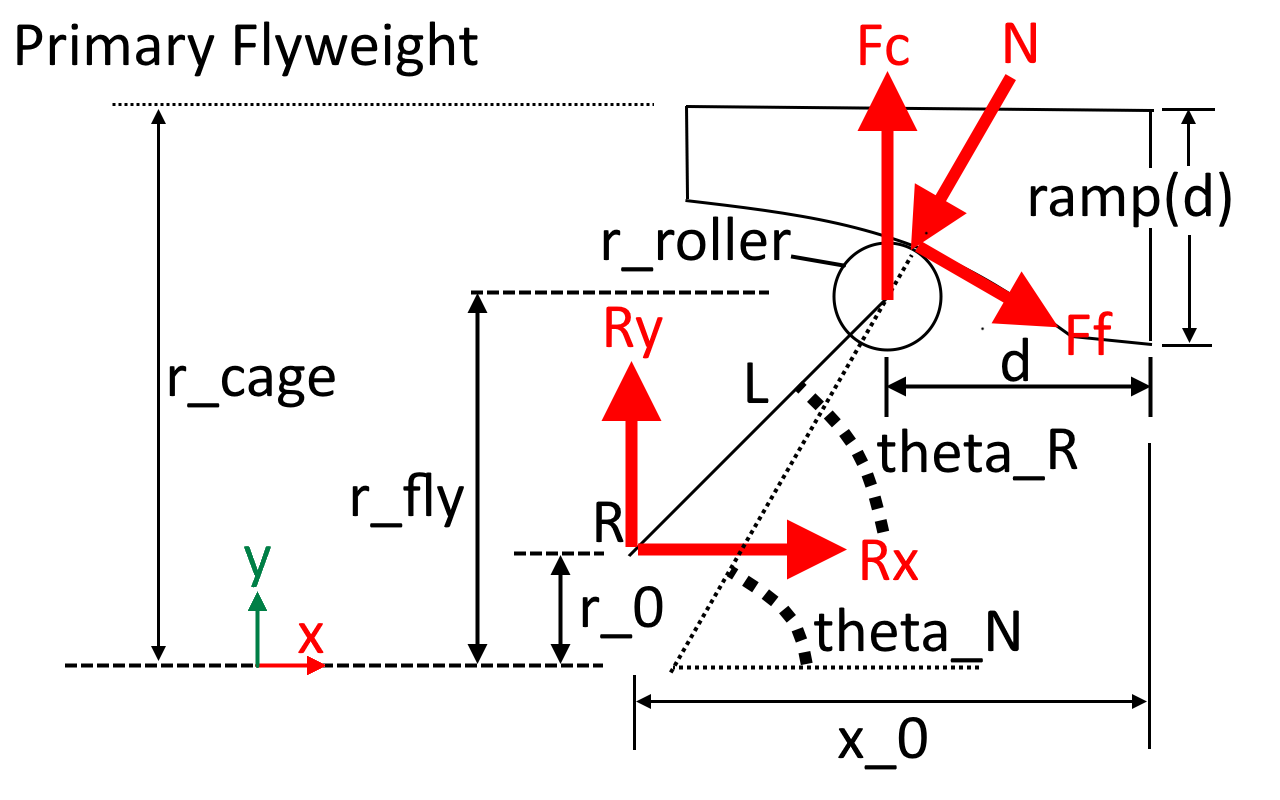 Primary Flyweight
Fc
N
ramp(d)
r_roller
Ry
Ff
r_cage
L
d
theta_R
r_fly
R
Rx
y
r_0
x
theta_N
x_0